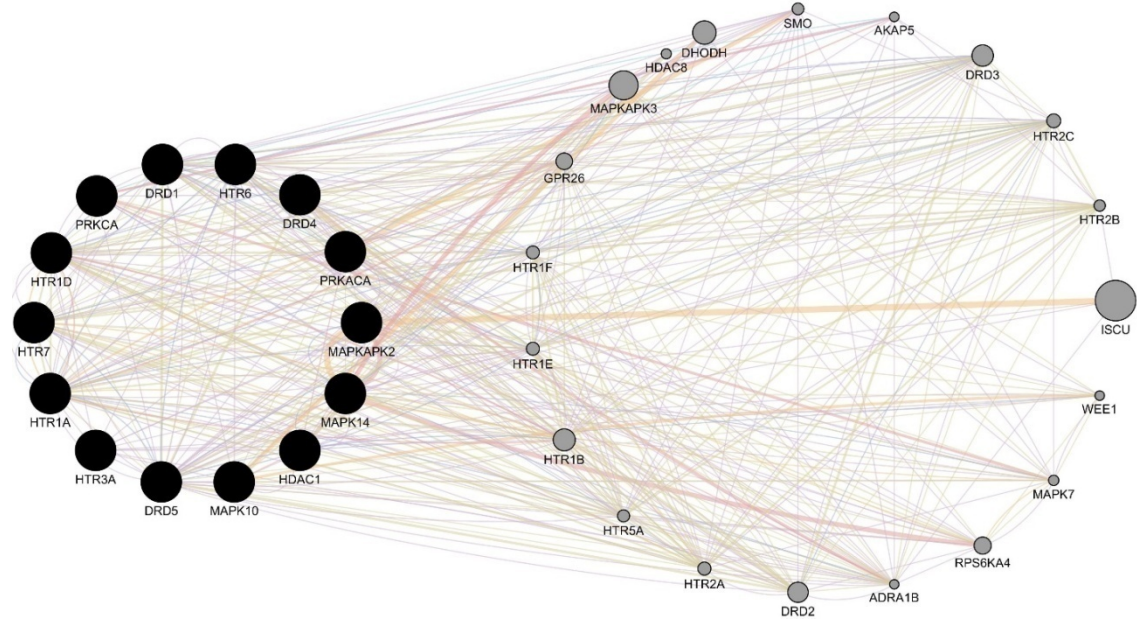 SMO
AKAP5
DHODH
HDAC8
DRD3
MAPKAPK3
HTR2C
GPR26
DRD1
HTR6
DRD4
PRKCA
HTR2B
HTR1D
PRKACA
HTR1F
ISCU
HTR7
MAPKAPK2
HTR1E
WEE1
HTR1A
MAPK14
HTR1B
HTR3A
HDAC1
MAPK7
DRD5
MAPK10
HTR5A
RPS6KA4
HTR2A
ADRA1B
DRD2